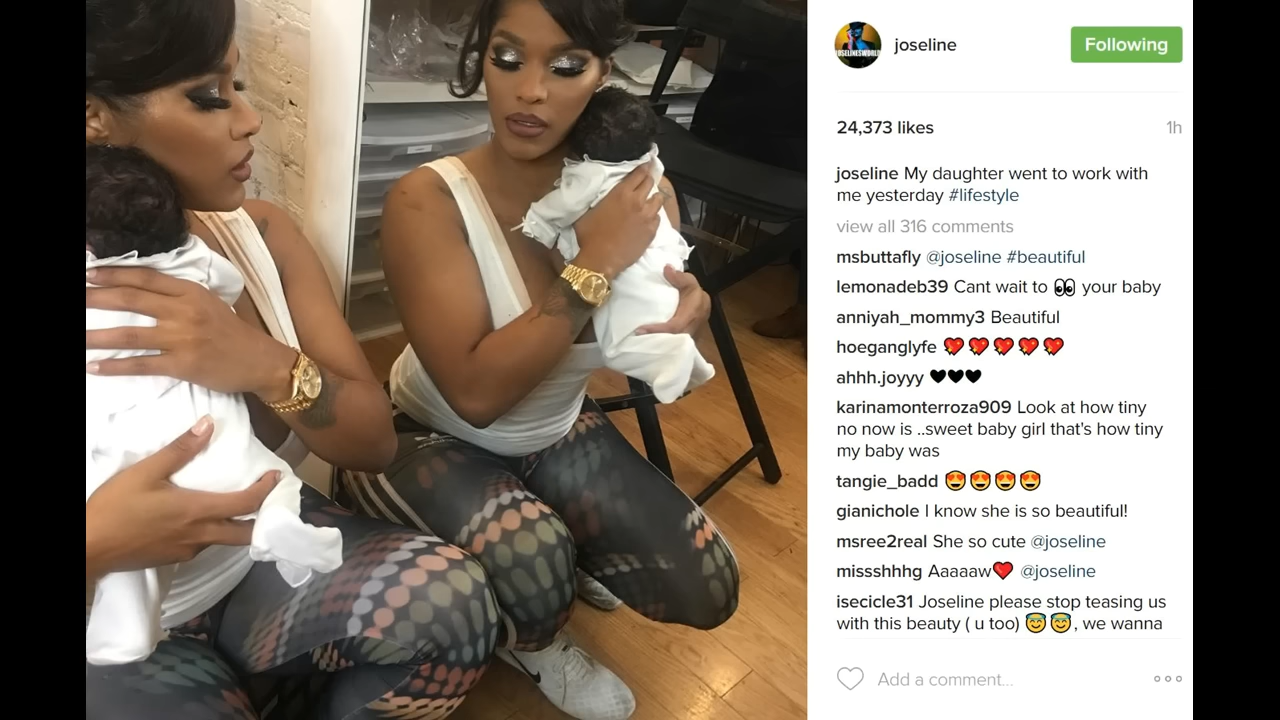 JOSELINESWORLD
joseline
Following
24,373 likes
1h
joseline My daughter went to work with
me yesterday #lifestyle
view all 316 comments
msbuttafly @joseline #beautiful
lemonadeb39 Cant wait to 👀 your baby
anniyah_mommy3 Beautiful
hoeganglyfe 💖💖💖💖💖
ahhh.joyyy 🖤🖤🖤
karinamonterroza909 Look at how tiny
no now is ..sweet baby girl that's how tiny
my baby was
tangie_badd 😍😍😍😍
gianichole I know she is so beautiful!
msree2real She so cute @joseline
missshhhg Aaaaaw❤️ @joseline
isecicle31 Joseline please stop teasing us
with this beauty ( u too) 😇😇, we wanna
Add a comment...